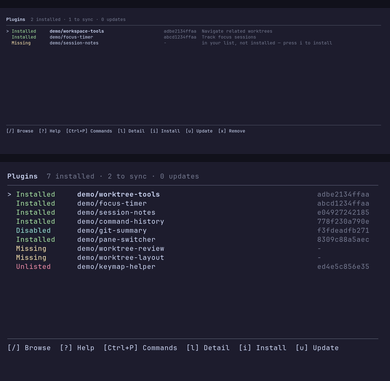 Plugins 2 installed · 1 to sync · 0 updates
> Installed demo/workspace-tools adbe2134ffaa Navigate related worktrees
Installed demo/focus-timer abcd1234ffaa Track focus sessions
Missing demo/session-notes - in your list, not installed — press i to install
[/] Browse [?] Help [Ctrl+P] Commands [l] Detail [i] Install [u] Update [x] Remove
Plugins 7 installed · 2 to sync · 0 updates
> Installed demo/worktree-tools adbe2134ffaa
Installed demo/focus-timer abcd1234ffaa
Installed demo/session-notes e04927242185
Installed demo/command-history 778f230a790e
Disabled demo/git-summary f3fdeadfb271
Installed demo/pane-switcher 8309c88a5aec
Missing demo/worktree-review -
Missing demo/worktree-layout -
Unlisted demo/keymap-helper ed4e5c856e35
[/] Browse [?] Help [Ctrl+P] Commands [l] Detail [i] Install [u] Update